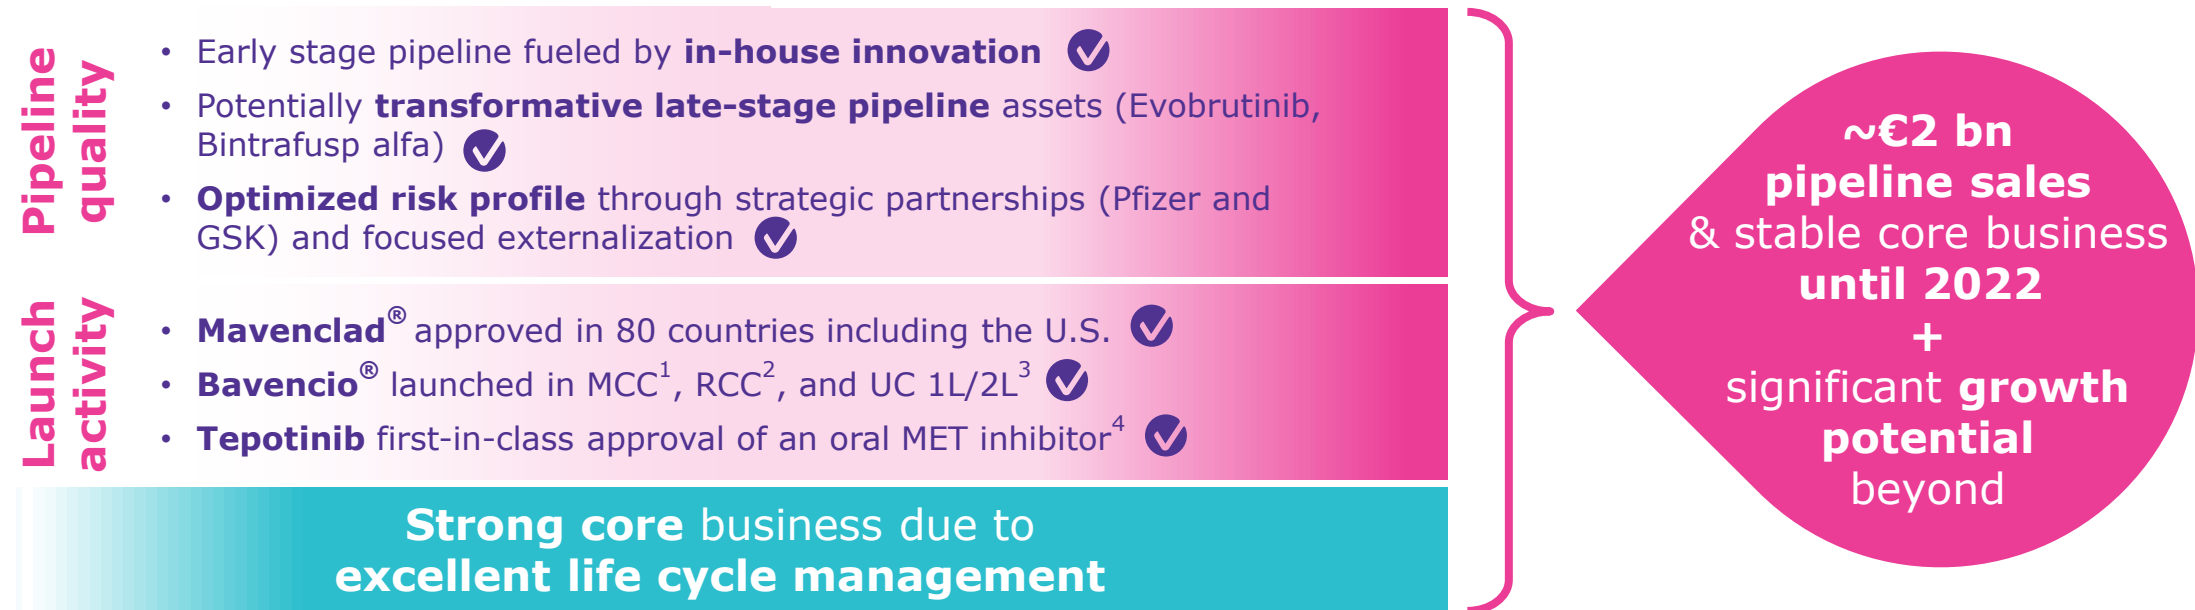 Pipeline
quality
• Early stage pipeline fueled by in-house innovation
• Potentially transformative late-stage pipeline assets (Evobrutinib,
Bintrafusp alfa)
• Optimized risk profile through strategic partnerships (Pfizer and
GSK) and focused externalization
Launch
activity
• Mavenclad® approved in 80 countries including the U.S.
• Bavencio® launched in MCC1, RCC2, and UC 1L/2L3
• Tepotinib first-in-class approval of an oral MET inhibitor4
Strong core business due to
excellent life cycle management
~€2 bn
pipeline sales
& stable core business
until 2022
+
significant growth
potential
beyond